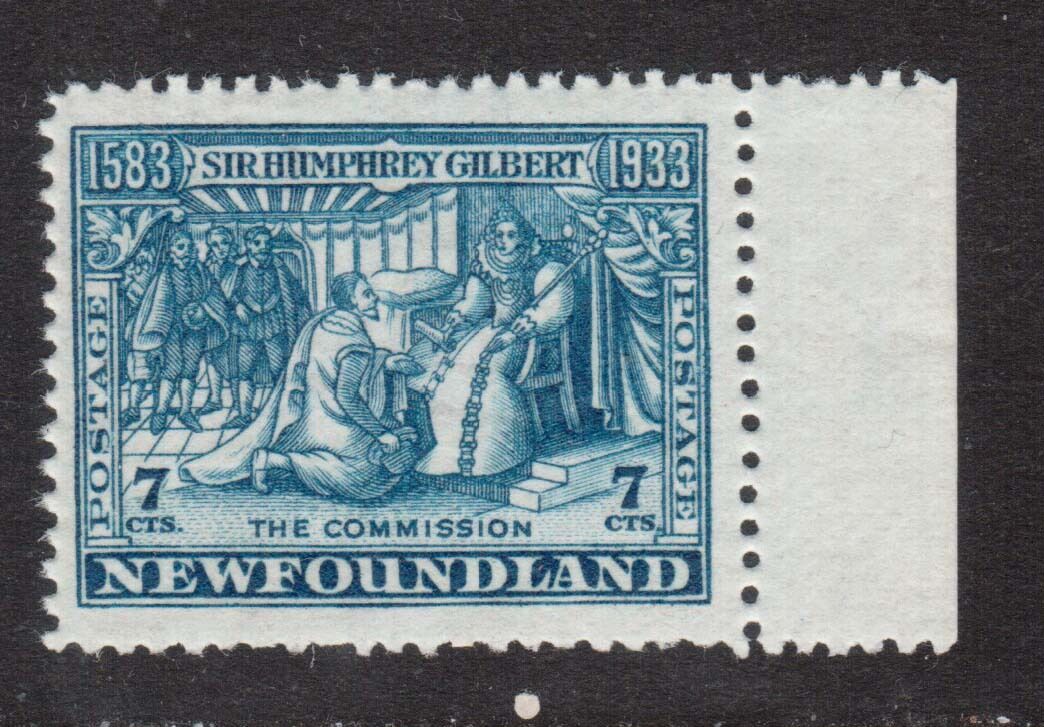 1583 SIR HUMPHREY GILBERT 1933
POSTAGE
POSTAGE
7 CTS.
THE COMMISSION
7 CTS.
NEWFOUNDLAND